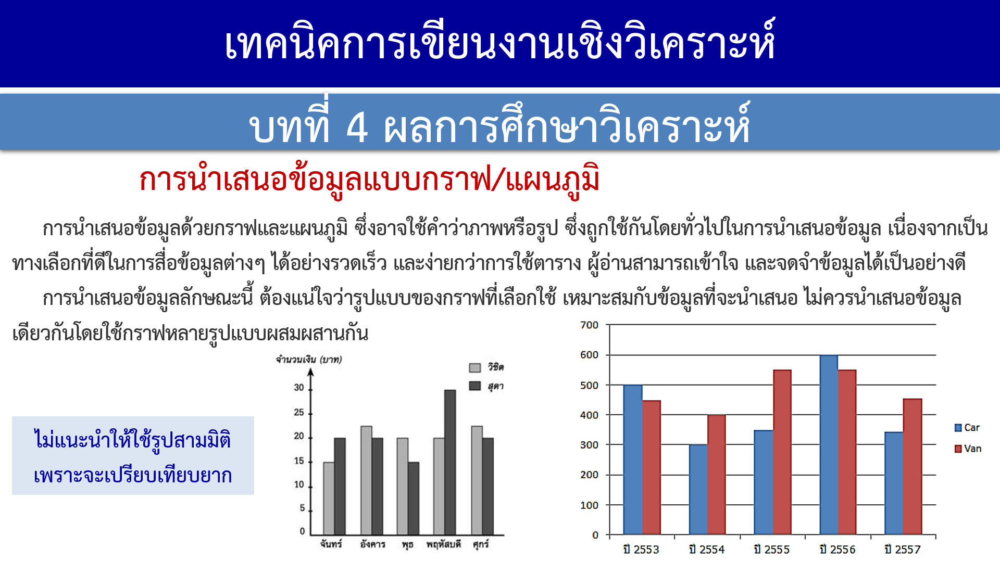 เทคนิคการเขียนงานเชิงวิเคราะห์
บทที่ 4 ผลการศึกษาวิเคราะห์
การนำเสนอข้อมูลแบบกราฟ/แผนภูมิ
การนำเสนอข้อมูลด้วยกราฟและแผนภูมิ ซึ่งอาจใช้คำว่าภาพหรือรูป ซึ่งถูกใช้กันโดยทั่วไปในการนำเสนอข้อมูล เนื่องจากเป็น
ทางเลือกที่ดีในการสื่อข้อมูลต่างๆ ได้อย่างรวดเร็ว และง่ายกว่าการใช้ตาราง ผู้อ่านสามารถเข้าใจ และจดจำข้อมูลได้เป็นอย่างดี
การนำเสนอข้อมูลลักษณะนี้ ต้องแน่ใจว่ารูปแบบของกราฟที่เลือกใช้ เหมาะสมกับข้อมูลที่จะนำเสนอ ไม่ควรนำเสนอข้อมูล
เดียวกันโดยใช้กราฟหลายรูปแบบผสมผสานกัน
ไม่แนะนำให้ใช้รูปสามมิติ
เพราะจะเปรียบเทียบยาก
จำนวนเงิน (บาท)
วิชิต
สุดา
30
25
20
15
10
5
0
จันทร์ อังคาร พุธ พฤหัสบดี ศุกร์
700
600
500
400
300
200
100
0
ปี 2553 ปี 2554 ปี 2555 ปี 2556 ปี 2557
Car
Van